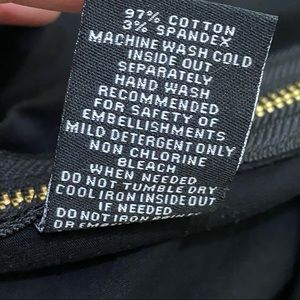 97% COTTON
3% SPANDEX
MACHINE WASH COLD
INSIDE OUT
SEPARATELY
HAND WASH
RECOMMENDED
FOR SAFETY OF
EMBELLISHMENTS
MILD DETERGENT ONLY
NON CHLORINE
BLEACH
WHEN NEEDED
DO NOT TUMBLE DRY
COOL IRON INSIDE OUT
IF NEEDED
DO NOT IRON
OR